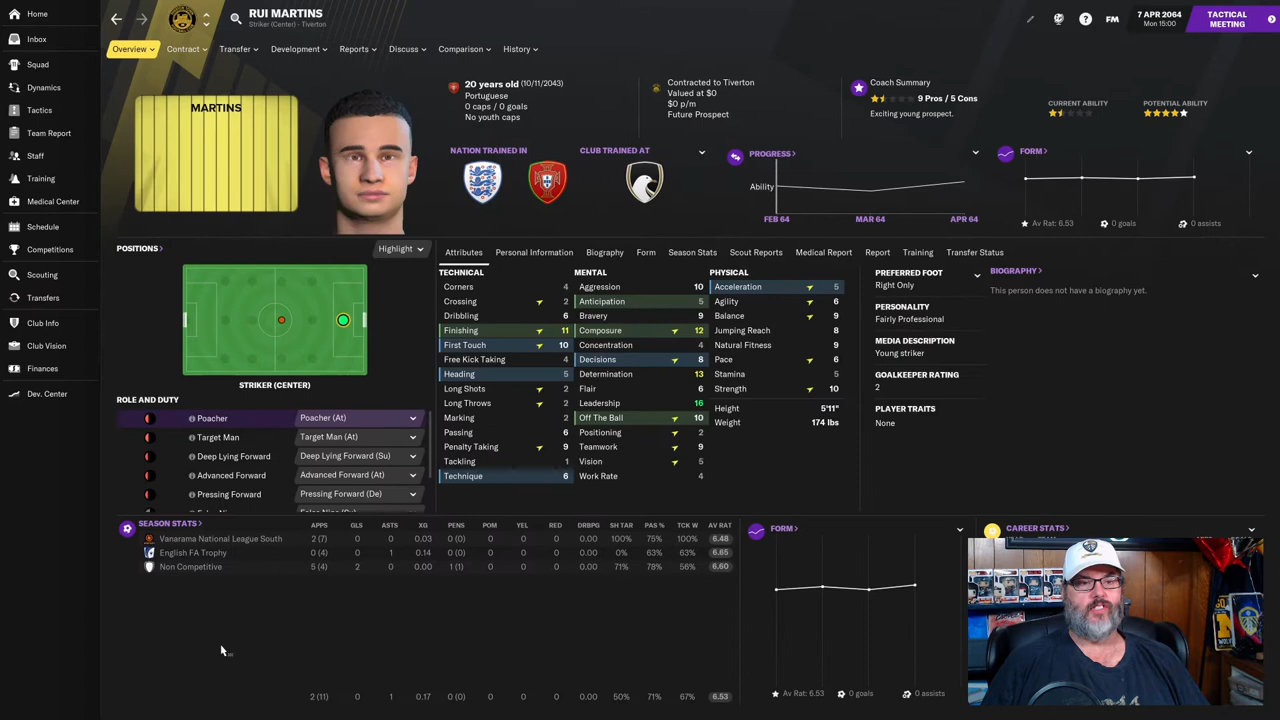 Home
Inbox
Squad
Dynamics
Tactics
Team Report
Staff
Training
Medical Center
Schedule
Competitions
Scouting
Transfers
Club Info
Club Vision
Finances
Dev. Center
RUI MARTINS
Striker (Center) - Tiverton
FM
7 APR 2064
Mon 15:00
TACTICAL
MEETING
Overview
Contract
Transfer
Development
Reports
Discuss
Comparison
History
MARTINS
20 years old (10/11/2043)
Portuguese
0 caps / 0 goals
No youth caps
Contracted to Tiverton
Valued at $0
$0 p/m
Future Prospect
Coach Summary
9 Pros / 5 Cons
Exciting young prospect.
CURRENT ABILITY
POTENTIAL ABILITY
NATION TRAINED IN
CLUB TRAINED AT
PROGRESS
Ability
FEB 64
MAR 64
APR 64
FORM
Av Rat: 6.53
0 goals
0 assists
POSITIONS
Highlight
STRIKER (CENTER)
ROLE AND DUTY
Poacher Poacher (At)
Target Man Target Man (At)
Deep Lying Forward Deep Lying Forward (Su)
Advanced Forward Advanced Forward (At)
Pressing Forward Pressing Forward (De)
Attributes
Personal Information
Biography
Form
Season Stats
Scout Reports
Medical Report
Report
Training
Transfer Status
TECHNICAL
Corners 4
Crossing 2
Dribbling 6
Finishing 11
First Touch 10
Free Kick Taking 4
Heading 5
Long Shots 2
Long Throws 2
Marking 2
Passing 6
Penalty Taking 9
Tackling 1
Technique 6
MENTAL
Aggression 10
Anticipation 5
Bravery 9
Composure 12
Concentration 4
Decisions 8
Determination 13
Flair 6
Leadership 16
Off The Ball 10
Positioning 2
Teamwork 9
Vision 5
Work Rate 4
PHYSICAL
Acceleration 5
Agility 6
Balance 9
Jumping Reach 8
Natural Fitness 9
Pace 6
Stamina 5
Strength 10
Height 5'11"
Weight 174 lbs
PREFERRED FOOT
Right Only
PERSONALITY
Fairly Professional
MEDIA DESCRIPTION
Young striker
GOALKEEPER RATING
2
PLAYER TRAITS
None
BIOGRAPHY
This person does not have a biography yet.
SEASON STATS APPS GLS ASTS XG PENS POM YEL RED DRBPG SH TAR PAS % TCK W AV RAT
Vanarama National League South 2 (7) 0 0 0.03 0 (0) 0 0 0 0.00 100% 75% 100% 6.48
English FA Trophy 0 (4) 0 1 0.14 0 (0) 0 0 0 0.00 0% 63% 63% 6.65
Non Competitive 5 (4) 2 0 0.00 1 (1) 0 0 0 0.00 71% 78% 56% 6.60
2 (11) 0 1 0.17 0 (0) 0 0 0 0.00 50% 71% 67% 6.53
FORM
Av Rat: 6.53
0 goals
0 assists
CAREER STATS